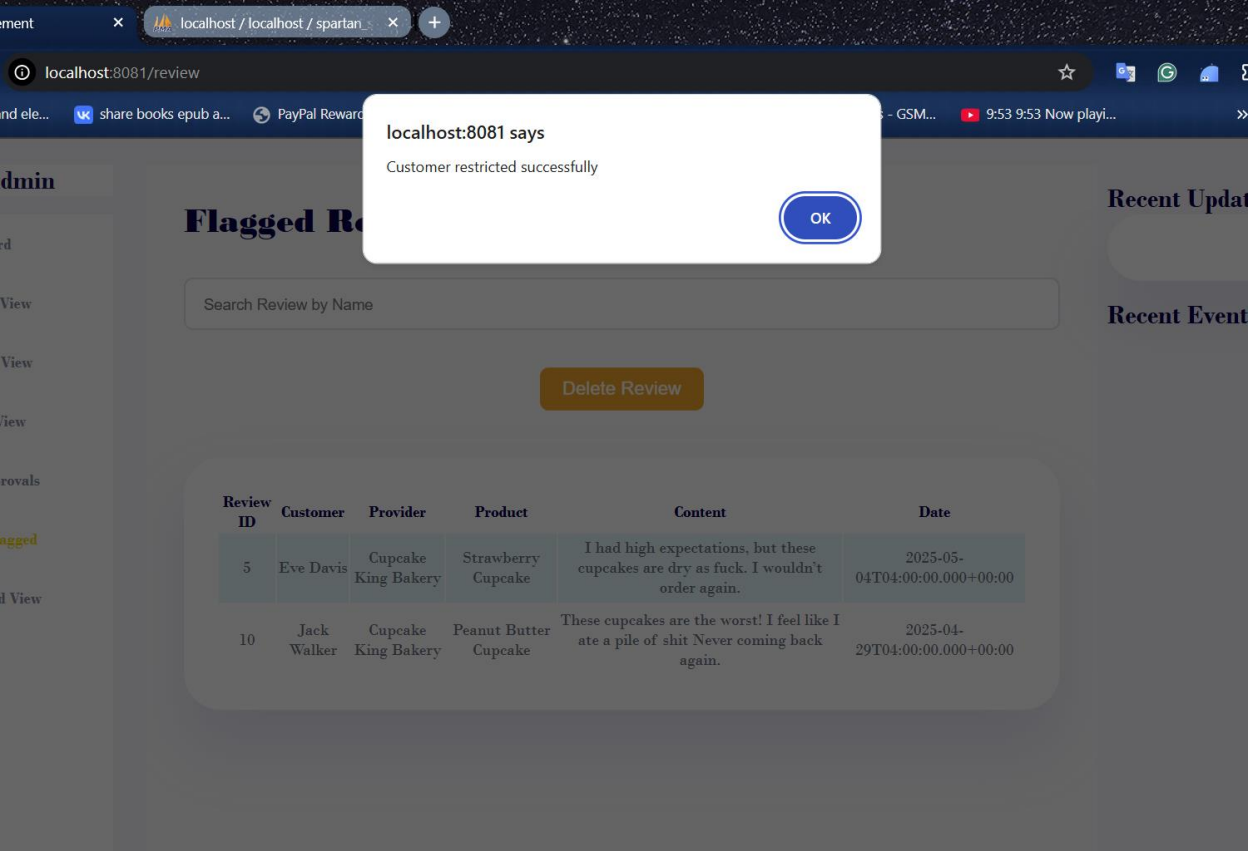 ement
localhost / localhost / spartan_s
localhost:8081/review
nd ele...
share books epub a...
PayPal Reward
- GSM...
9:53 9:53 Now playi...
localhost:8081 says
Customer restricted successfully
OK
dmin
Flagged Re
Recent Updat
rd
View
Search Review by Name
Recent Event
View
Delete Review
View
rovals
Review ID Customer Provider Product Content Date
agged
5 Eve Davis Cupcake King Bakery Strawberry Cupcake I had high expectations, but these cupcakes are dry as fuck. I wouldn't order again. 2025-05-04T04:00:00.000+00:00
d View
10 Jack Walker Cupcake King Bakery Peanut Butter Cupcake These cupcakes are the worst! I feel like I ate a pile of shit Never coming back again. 2025-04-29T04:00:00.000+00:00